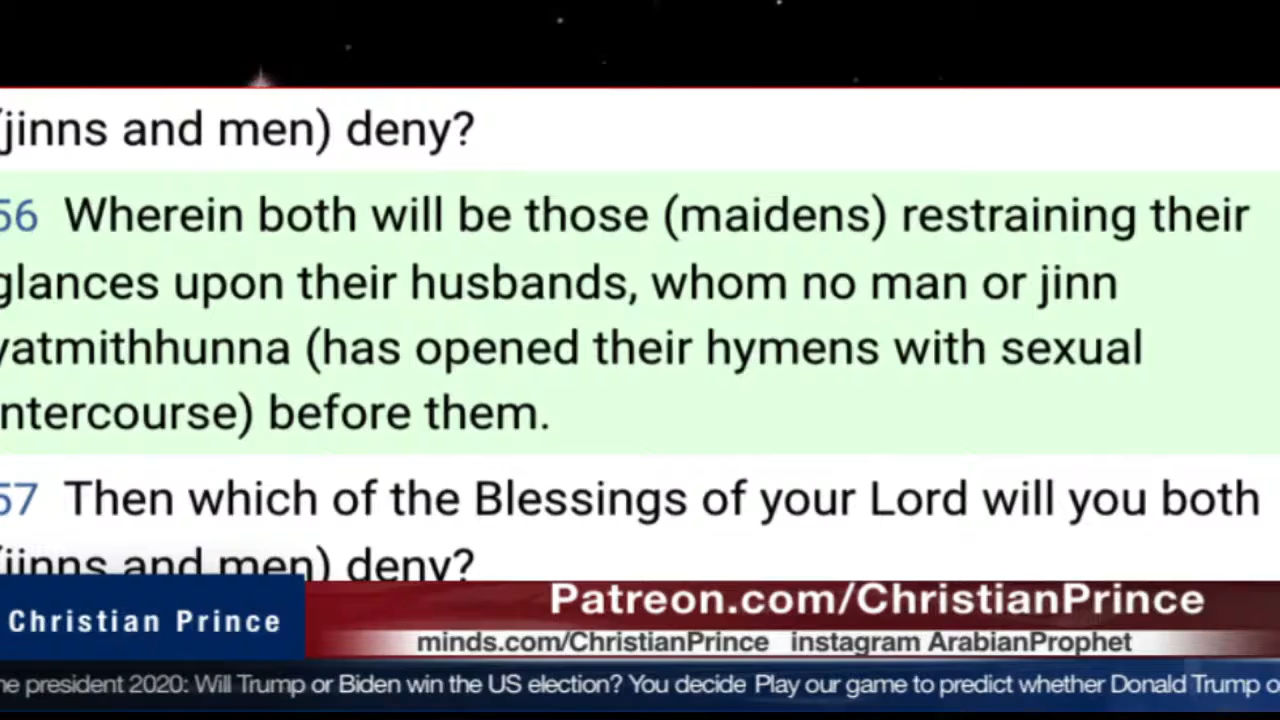 (jinns and men) deny?
56 Wherein both will be those (maidens) restraining their
glances upon their husbands, whom no man or jinn
yatmithhunna (has opened their hymens with sexual
ntercourse) before them.
57 Then which of the Blessings of your Lord will you both
(jinns and men) deny?
Patreon.com/ChristianPrince
Christian Prince
minds.com/ChristianPrince instagram ArabianProphet
he president 2020: Will Trump or Biden win the US election? You decide Play our game to predict whether Donald Trump o